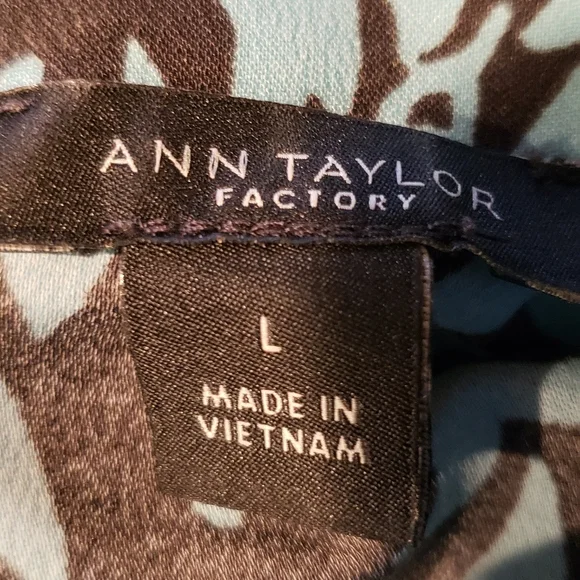 ANN TAYLOR
FACTORY
L
MADE IN
VIETNAM